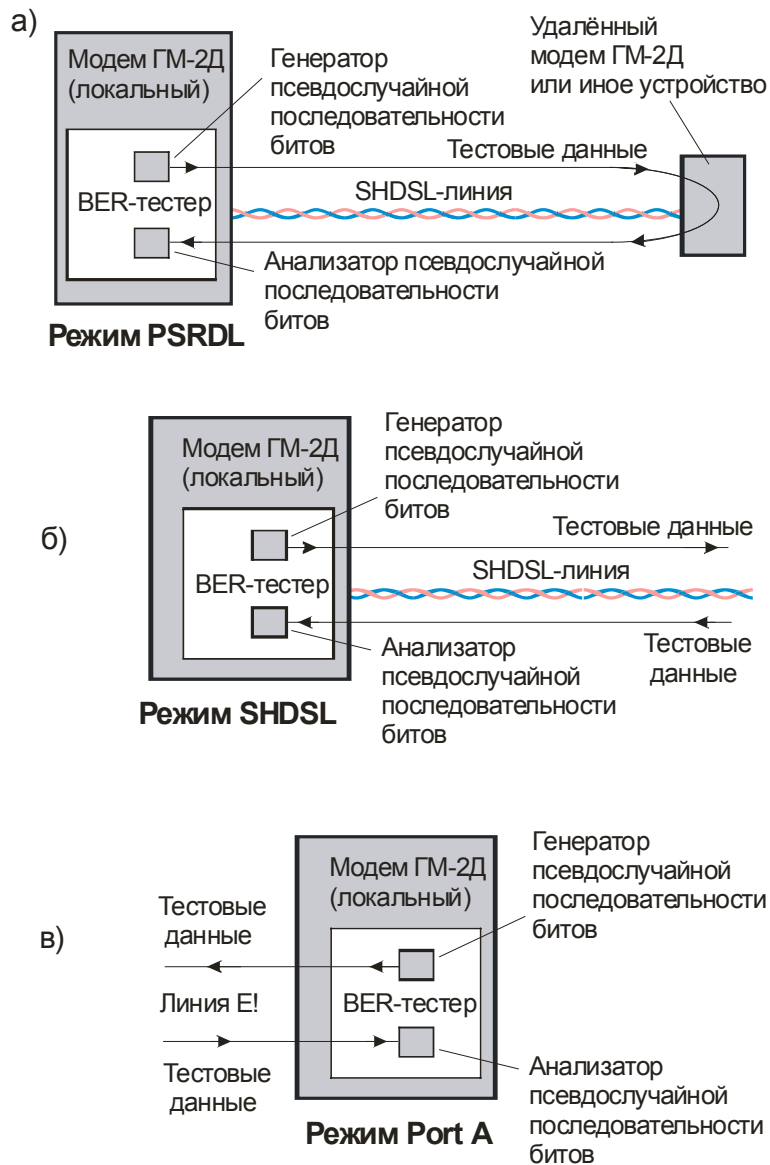 а)
Модем ГМ-2Д
(локальный)
Генератор
псевдослучайной
последовательности
битов
Удалённый
модем ГМ-2Д
или иное устройство
Тестовые данные
BER-тестер
SHDSL-линия
Анализатор псевдослучайной
последовательности
битов
Режим PSRDL
б)
Модем ГМ-2Д
(локальный)
Генератор
псевдослучайной
последовательности
битов
Тестовые данные
BER-тестер
SHDSL-линия
Анализатор
псевдослучайной
последовательности
битов
Тестовые
данные
Режим SHDSL
в)
Модем ГМ-2Д
(локальный)
Генератор
псевдослучайной
последовательности
битов
Тестовые
данные
Линия Е!
BER-тестер
Тестовые
данные
Анализатор
псевдослучайной
последовательности
битов
Режим Port A